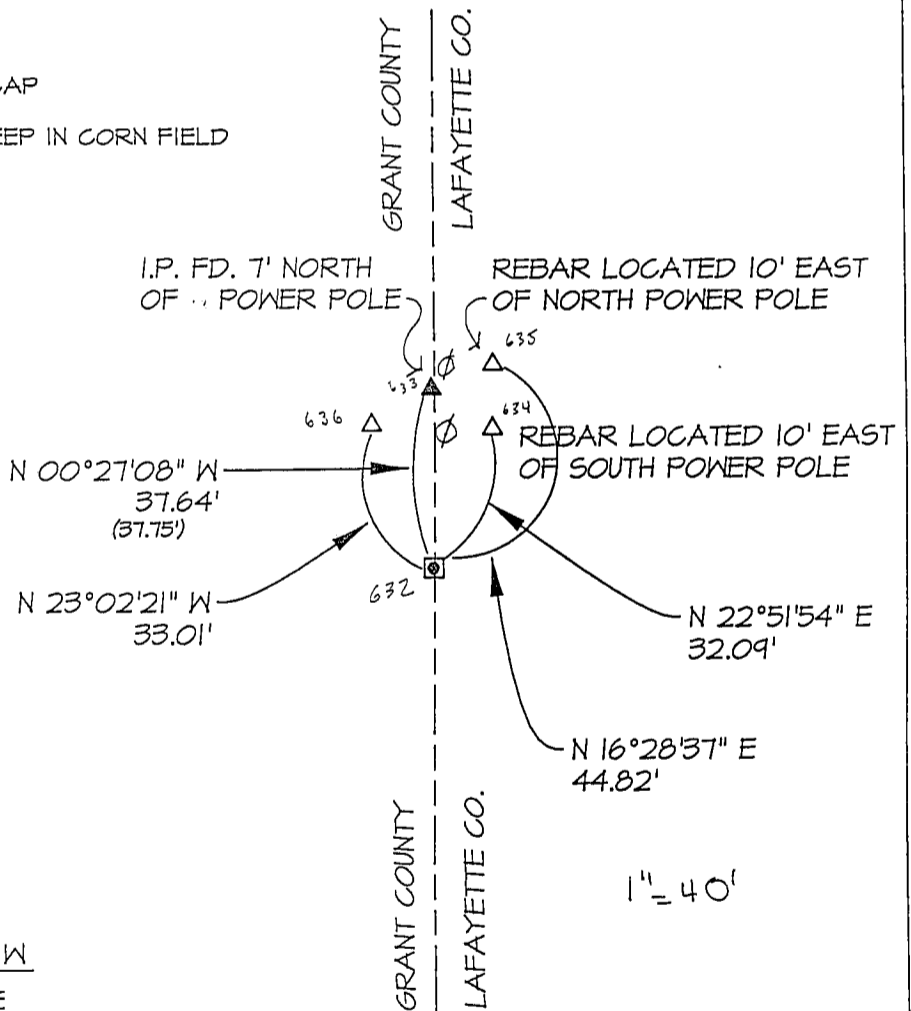 GRANT COUNTY
LAFAYETTE CO.
CAP
EEP IN CORN FIELD
I.P. FD. 7' NORTH
OF POWER POLE
REBAR LOCATED 10' EAST
OF NORTH POWER POLE
635
633
636
634
REBAR LOCATED 10' EAST
OF SOUTH POWER POLE
N 00°27'08" W
37.64'
(37.75')
632
N 23°02'21" W
33.01'
N 22°51'54" E
32.09'
N 16°28'37" E
44.82'
GRANT COUNTY
LAFAYETTE CO.
1"=40'
W
E